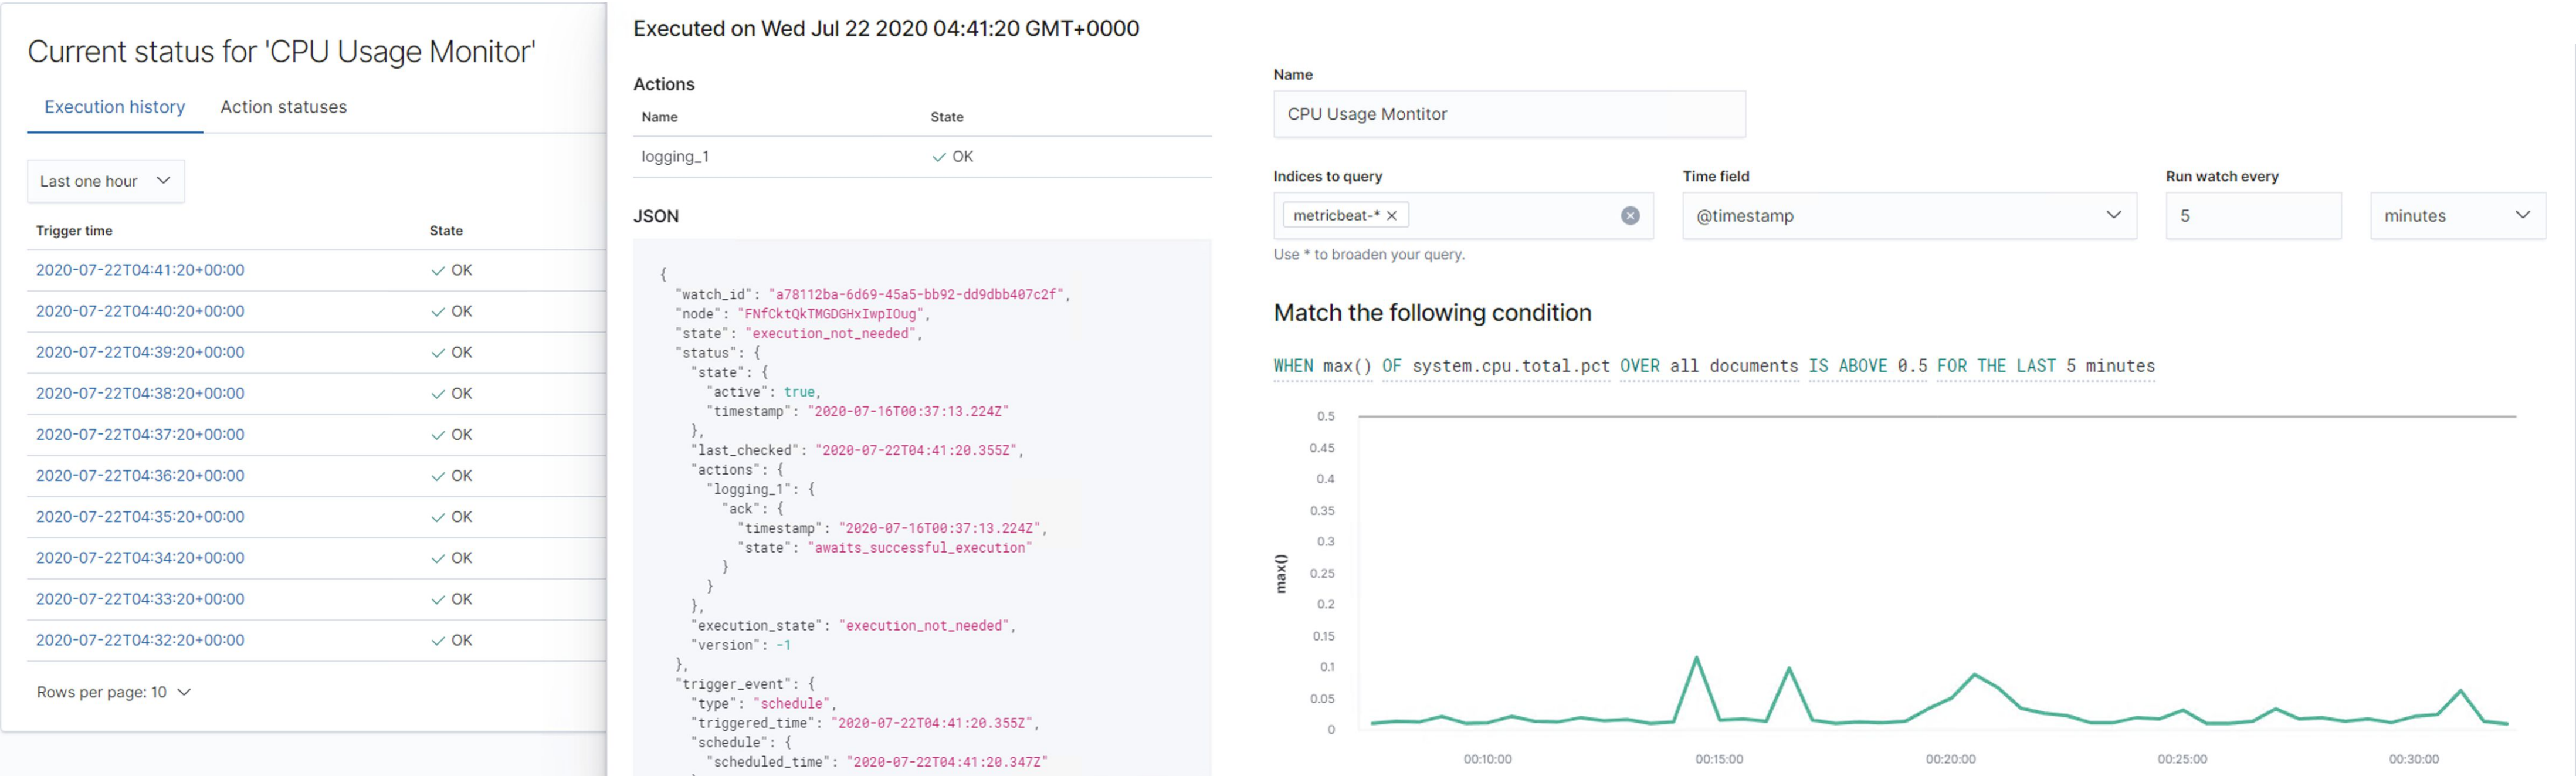 Current status for 'CPU Usage Monitor'
Execution history Action statuses
Last one hour
Trigger time State
2020-07-22T04:41:20+00:00 OK
2020-07-22T04:40:20+00:00 OK
2020-07-22T04:39:20+00:00 OK
2020-07-22T04:38:20+00:00 OK
2020-07-22T04:37:20+00:00 OK
2020-07-22T04:36:20+00:00 OK
2020-07-22T04:35:20+00:00 OK
2020-07-22T04:34:20+00:00 OK
2020-07-22T04:33:20+00:00 OK
2020-07-22T04:32:20+00:00 OK
Rows per page: 10
Executed on Wed Jul 22 2020 04:41:20 GMT+0000
Actions
Name State
logging_1 OK
JSON
{
"watch_id": "a78112ba-6d69-45a5-bb92-dd9dbb407c2f",
"node": "FNfCktQkTMGDGHxIwpIOug",
"state": "execution_not_needed",
"status": {
"state": {
"active": true,
"timestamp": "2020-07-16T00:37:13.224Z"
},
"last_checked": "2020-07-22T04:41:20.355Z",
"actions": {
"logging_1": {
"ack": {
"timestamp": "2020-07-16T00:37:13.224Z",
"state": "awaits_successful_execution"
}
}
},
"execution_state": "execution_not_needed",
"version": -1
},
"trigger_event": {
"type": "schedule",
"triggered_time": "2020-07-22T04:41:20.355Z",
"schedule": {
"scheduled_time": "2020-07-22T04:41:20.347Z"
Name
CPU Usage Montitor
Indices to query Time field Run watch every
metricbeat-* @timestamp 5 minutes
Use * to broaden your query.
Match the following condition
WHEN max() OF system.cpu.total.pct OVER all documents IS ABOVE 0.5 FOR THE LAST 5 minutes
0.5
0.45
0.4
0.35
0.3
0.25
0.2
0.15
0.1
0.05
0
max()
00:10:00 00:15:00 00:20:00 00:25:00 00:30:00